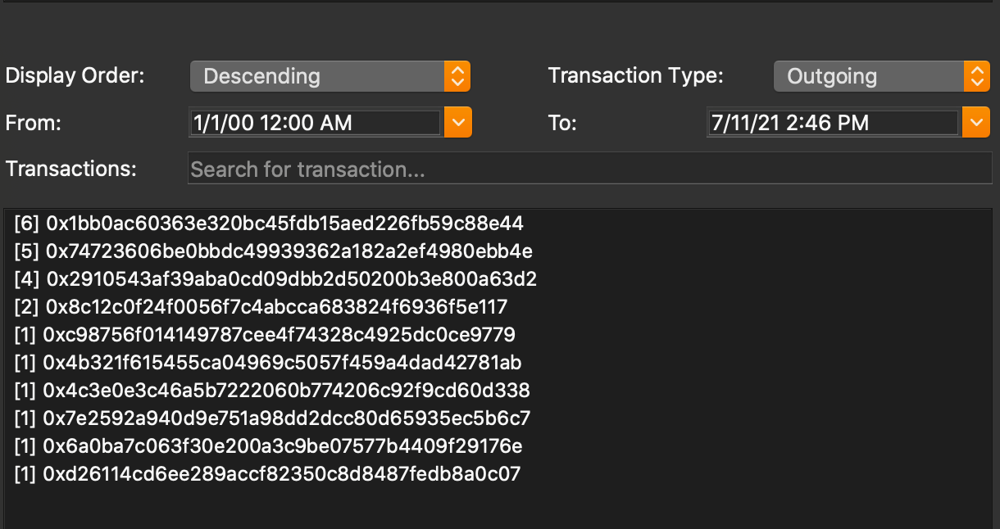 Display Order: Descending Transaction Type: Outgoing
From: 1/1/00 12:00 AM To: 7/11/21 2:46 PM
Transactions: Search for transaction...
[6] 0x1bb0ac60363e320bc45fdb15aed226fb59c88e44
[5] 0x74723606be0bbdc49939362a182a2ef4980ebb4e
[4] 0x2910543af39aba0cd09dbb2d50200b3e800a63d2
[2] 0x8c12c0f24f0056f7c4abcca683824f6936f5e117
[1] 0xc98756f014149787cee4f74328c4925dc0ce9779
[1] 0x4b321f615455ca04969c5057f459a4dad42781ab
[1] 0x4c3e0e3c46a5b7222060b774206c92f9cd60d338
[1] 0x7e2592a940d9e751a98dd2dcc80d65935ec5b6c7
[1] 0x6a0ba7c063f30e200a3c9be07577b4409f29176e
[1] 0xd26114cd6ee289accf82350c8d8487fedb8a0c07